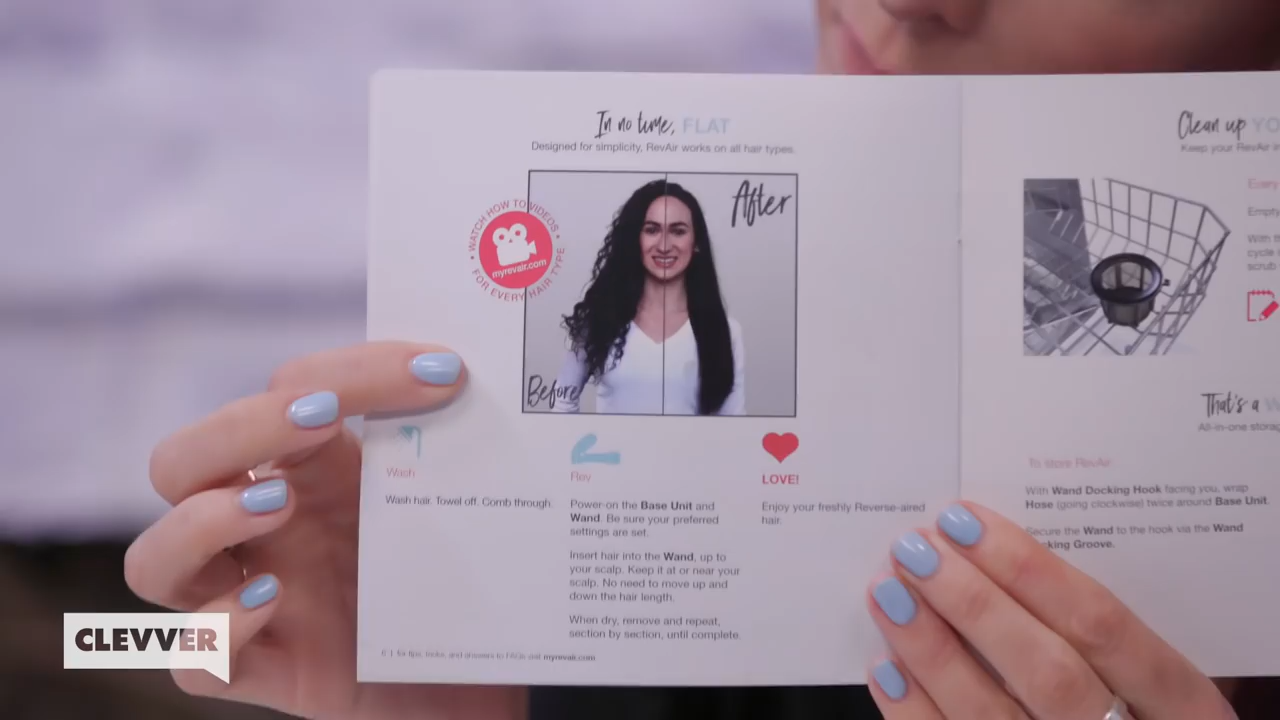 In no time, FLAT
Designed for simplicity, RevAir works on all hair types.
WATCH HOW TO VIDEOS
myrevair.com
FOR EVERY HAIR TYPE
After
Before
Wash
Wash hair. Towel off. Comb through.
Rev
Power on the Base Unit and
Wand. Be sure your preferred
settings are set.
Insert hair into the Wand, up to
your scalp. Keep it at or near your
scalp. No need to move up and
down the hair length.
When dry, remove and repeat,
section by section, until complete.
LOVE!
Enjoy your freshly Reverse-aired
hair.
6 | for tips, tricks, and answers to FAQs visit myrevair.com
Clean up YO
Keep your RevAir in
Every
Empty
With th
cycle
scrub
That's a
All-in-one storag
To store RevAir
With Wand Docking Hook facing you, wrap
Hose (going clockwise) twice around Base Unit.
Secure the Wand to the hook via the Wand
cking Groove.
CLEVVER